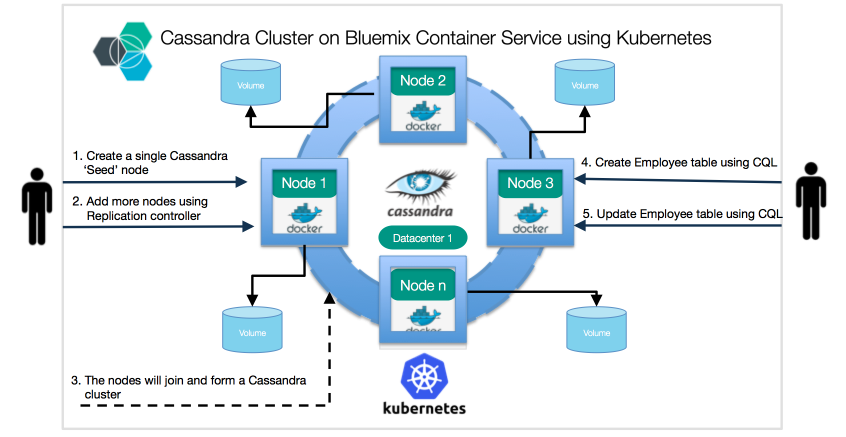 Cassandra Cluster on Bluemix Container Service using Kubernetes
Volume
Node 2
docker
Volume
1. Create a single Cassandra
‘Seed’ node
2. Add more nodes using
Replication controller
Node 1
docker
cassandra
Datacenter 1
Node 3
docker
4. Create Employee table using CQL
5. Update Employee table using CQL
Volume
Node n
docker
Volume
3. The nodes will join and form a Cassandra
cluster
kubernetes